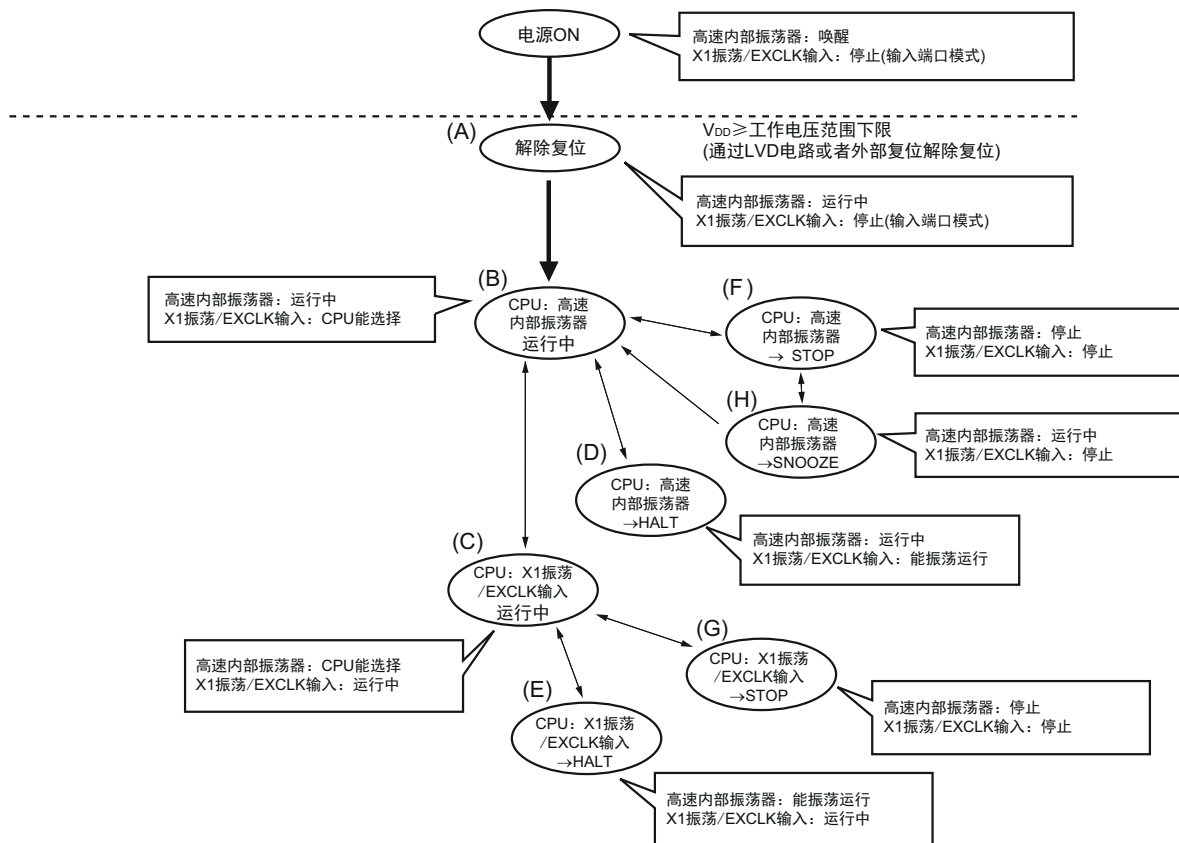 电源ON
高速内部振荡器：唤醒
X1振荡/EXCLK输入：停止(输入端口模式)
(A)
解除复位
VDD≥工作电压范围下限
(通过LVD电路或者外部复位解除复位)
高速内部振荡器：运行中
X1振荡/EXCLK输入：停止(输入端口模式)
(B)
高速内部振荡器：运行中
X1振荡/EXCLK输入：CPU能选择
CPU：高速
内部振荡器
运行中
(F)
CPU：高速
内部振荡器
→ STOP
高速内部振荡器：停止
X1振荡/EXCLK输入：停止
(H)
CPU：高速
内部振荡器
→SNOOZE
高速内部振荡器：运行中
X1振荡/EXCLK输入：停止
(D)
CPU：高速
内部振荡器
→HALT
高速内部振荡器：运行中
X1振荡/EXCLK输入：能振荡运行
(C)
CPU：X1振荡
/EXCLK输入
运行中
高速内部振荡器：CPU能选择
X1振荡/EXCLK输入：运行中
(G)
CPU：X1振荡
/EXCLK输入
→STOP
高速内部振荡器：停止
X1振荡/EXCLK输入：停止
(E)
CPU：X1振荡
/EXCLK输入
→HALT
高速内部振荡器：能振荡运行
X1振荡/EXCLK输入：运行中